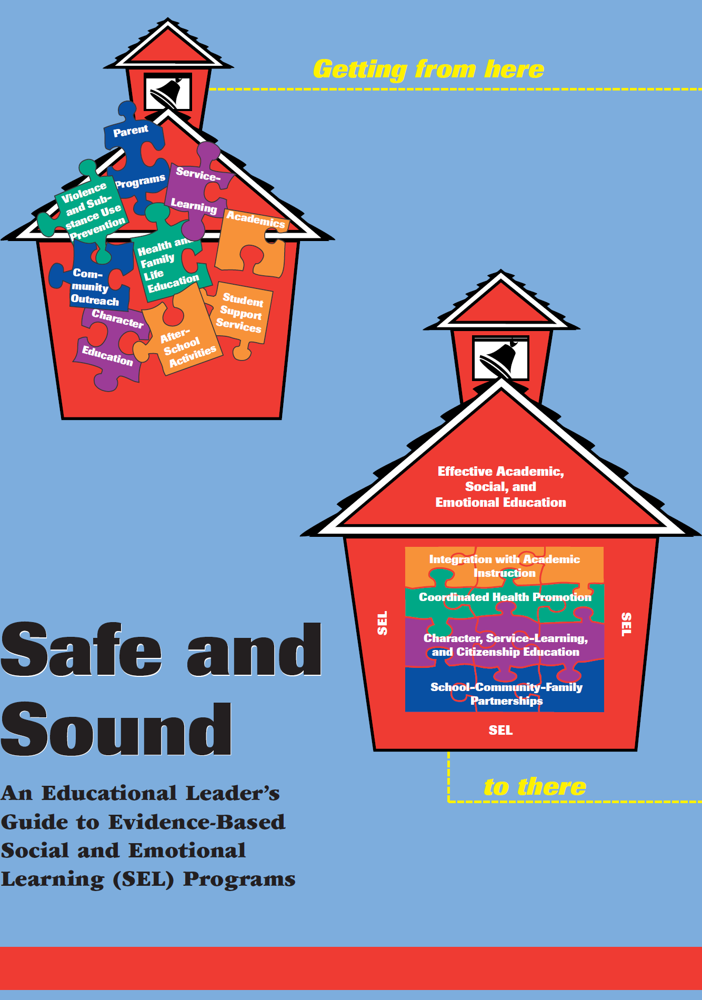 Getting from here
Parent
Programs
Service-
Learning
Violence
and Sub-
stance Use
Prevention
Academics
Health and
Family
Life
Education
Com-
munity
Outreach
Student
Support
Services
Character
Education
After-
School
Activities
Effective Academic,
Social, and
Emotional Education
Integration with Academic
Instruction
Coordinated Health Promotion
SEL
SEL
Character, Service-Learning,
and Citizenship Education
School-Community-Family
Partnerships
SEL
to there
Safe and
Sound
An Educational Leader’s
Guide to Evidence-Based
Social and Emotional
Learning (SEL) Programs